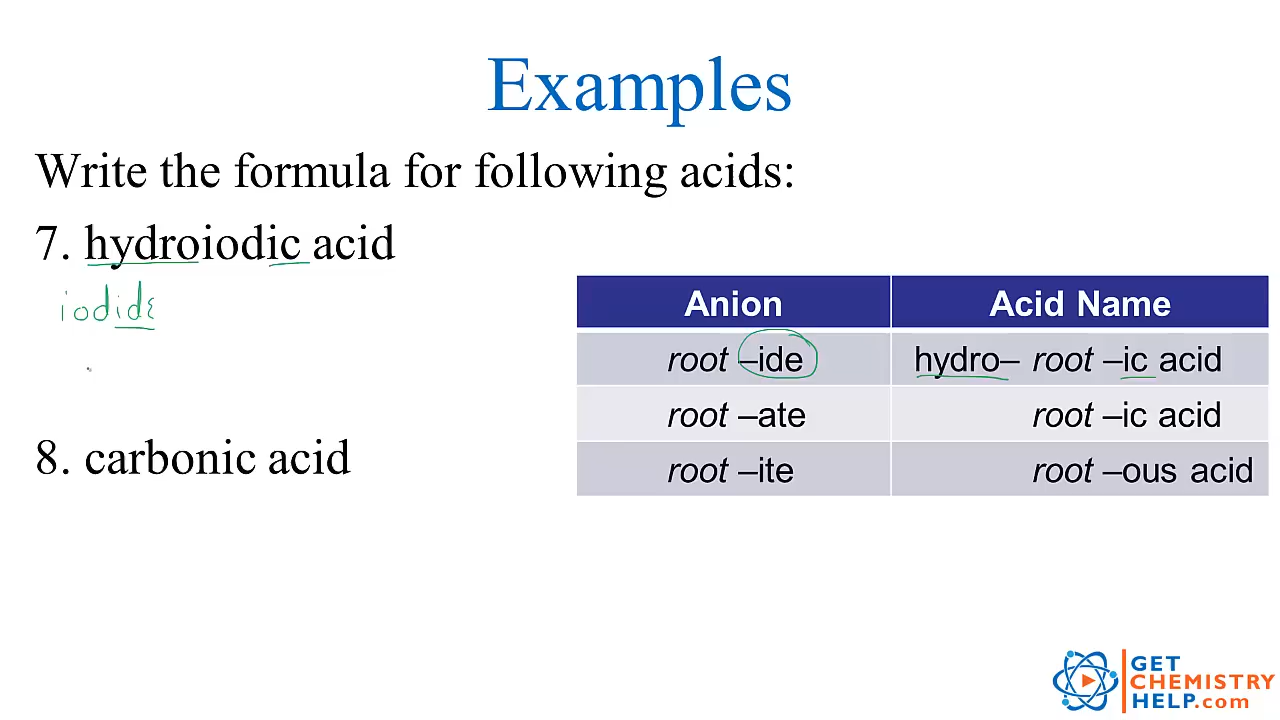 Examples
Write the formula for following acids:
7. hydroiodic acid
iodide
8. carbonic acid
Anion Acid Name
root –ide hydro– root –ic acid
root –ate root –ic acid
root –ite root –ous acid
GET
CHEMISTRY
HELP.com